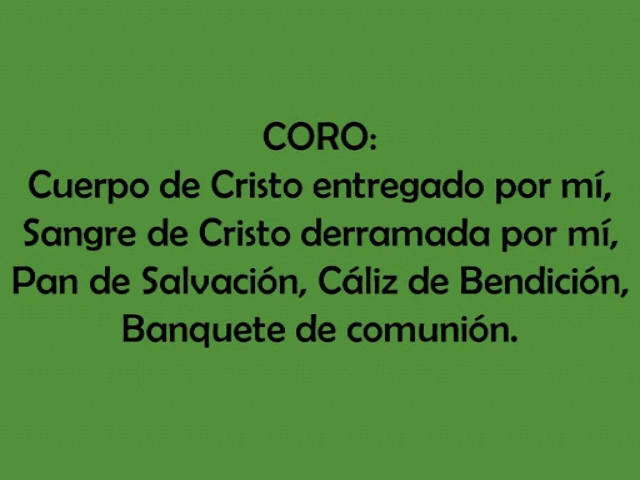 CORO:
Cuerpo de Cristo entregado por mí,
Sangre de Cristo derramada por mí,
Pan de Salvación, Cáliz de Bendición,
Banquete de comunión.